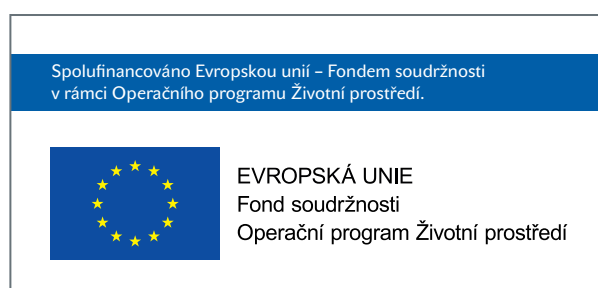 Spolufinancováno Evropskou unií – Fondem soudržnosti
v rámci Operačního programu Životní prostředí.
EVROPSKÁ UNIE
Fond soudržnosti
Operační program Životní prostředí